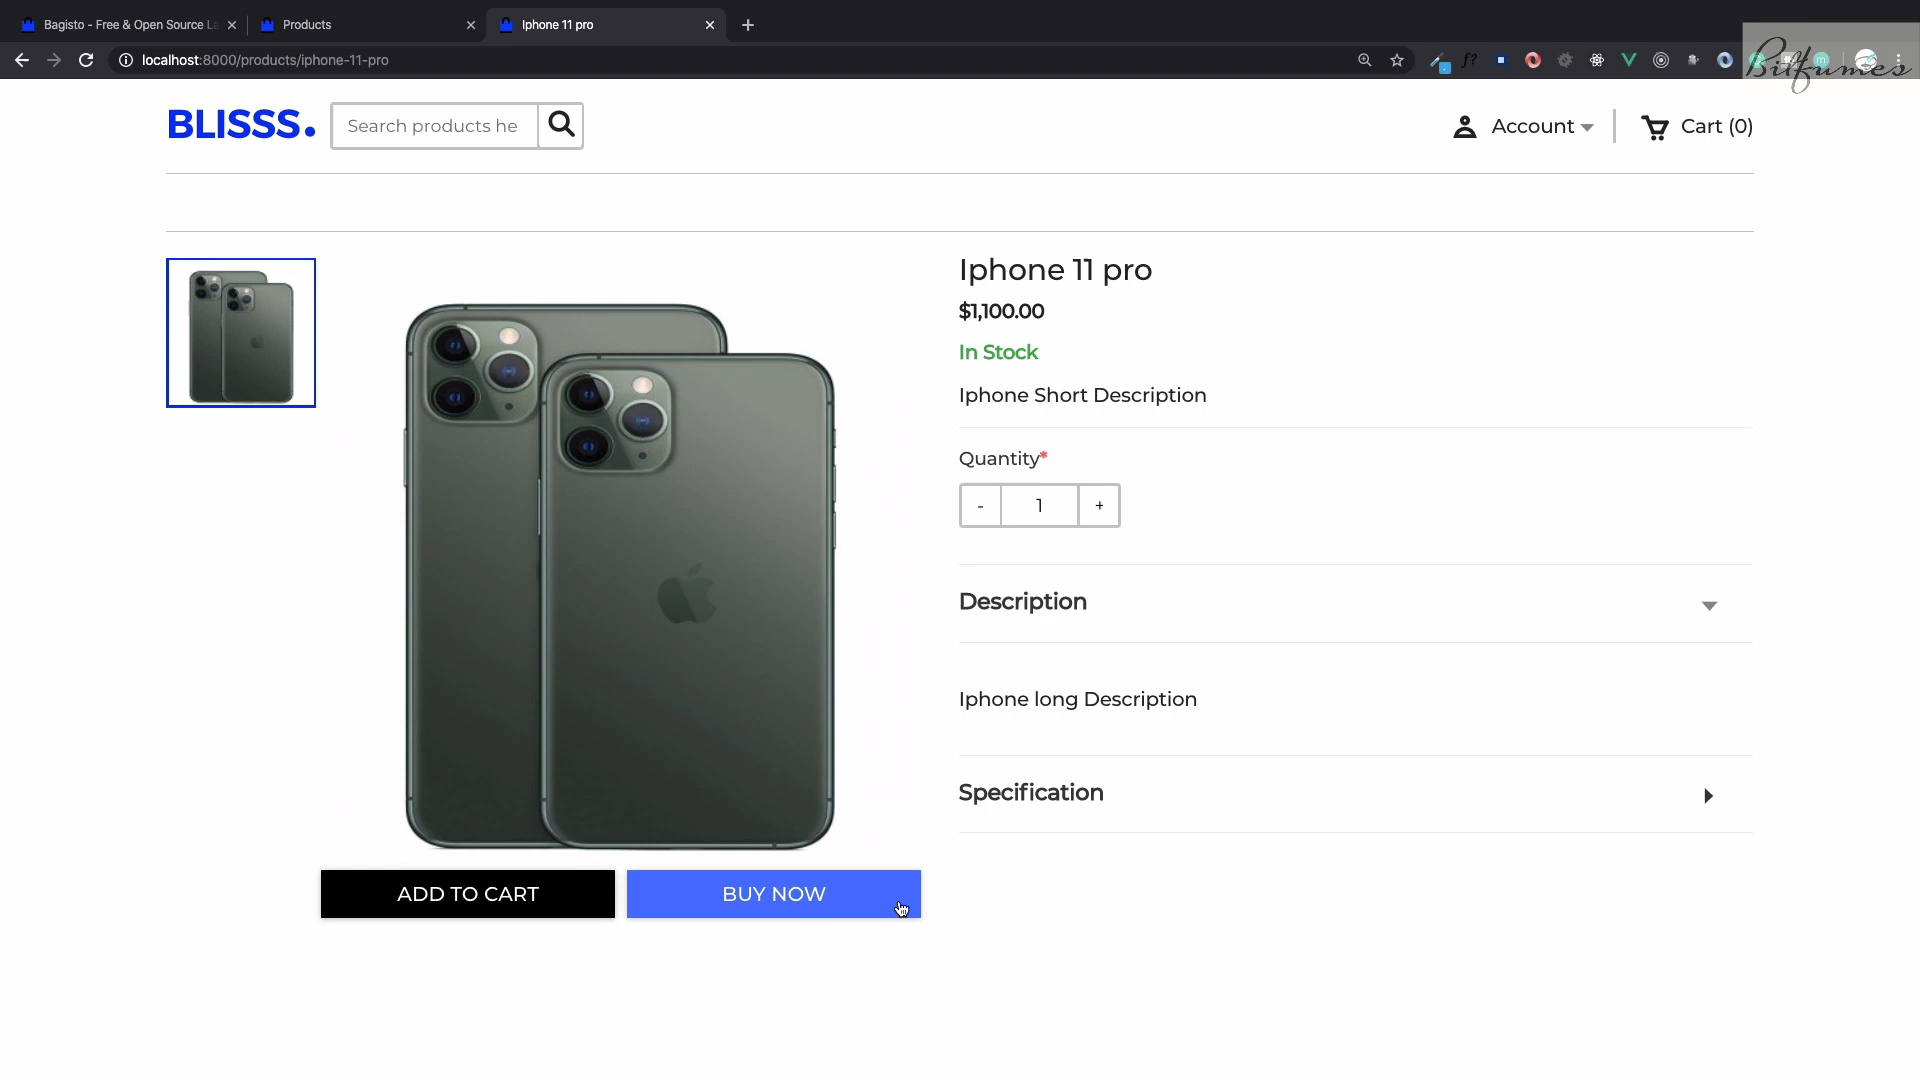 Bagisto - Free & Open Source La
Products
Iphone 11 pro
localhost:8000/products/iphone-11-pro
Bitfumes
BLISSS.
Search products he
Account
Cart (0)
Iphone 11 pro
$1,100.00
In Stock
Iphone Short Description
Quantity*
- 1 +
Description
Iphone long Description
Specification
ADD TO CART
BUY NOW